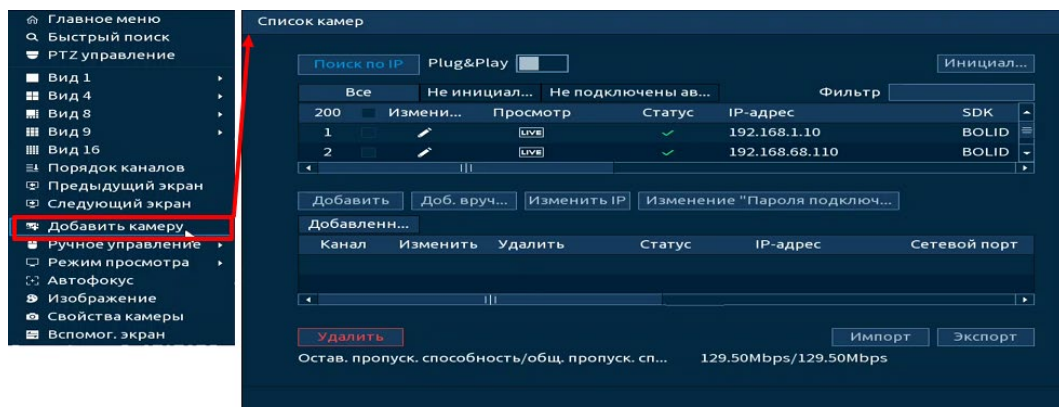 Главное меню
Быстрый поиск
PTZ управление
Вид 1
Вид 4
Вид 8
Вид 9
Вид 16
Порядок каналов
Предыдущий экран
Следующий экран
Добавить камеру
Ручное управление
Режим просмотра
Автофокус
Изображение
Свойства камеры
Вспомог. экран
Список камер
Поиск по IP Plug&Play Инициал...
Все Не инициал... Не подключены ав... Фильтр
200 Измени... Просмотр Статус IP-адрес SDK
1 LIVE 192.168.1.10 BOLID
2 LIVE 192.168.68.110 BOLID
Добавить Доб. вруч... Изменить IP Изменение "Пароля подключ...
Добавленн...
Канал Изменить Удалить Статус IP-адрес Сетевой порт
Удалить Импорт Экспорт
Остав. пропуск. способность/общ. пропуск. сп... 129.50Mbps/129.50Mbps